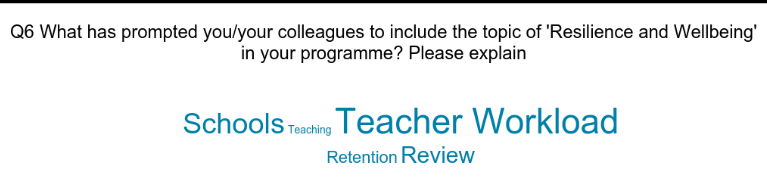 Q6 What has prompted you/your colleagues to include the topic of 'Resilience and Wellbeing'
in your programme? Please explain
Schools Teaching Teacher Workload
Retention Review